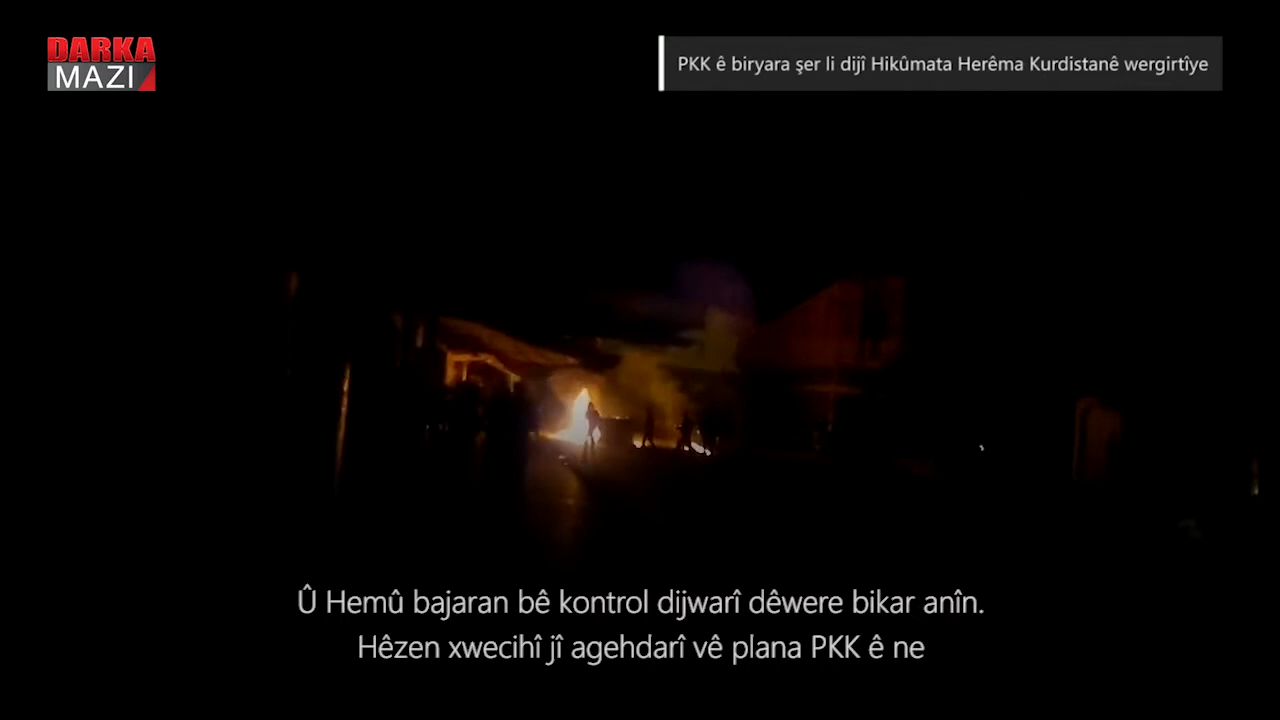 DARKA
MAZI
PKK ê biryara şer li dijî Hikûmata Herêma Kurdistanê wergirtîye
Û Hemû bajaran bê kontrol dijwarî dêwere bikar anîn.
Hêzen xwecihî jî agehdarî vê plana PKK ê ne